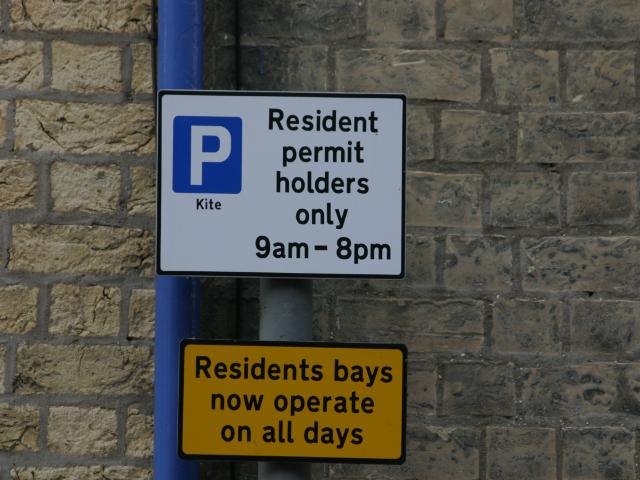 P
Kite
Resident
permit
holders
only
9am – 8pm
Residents bays
now operate
on all days